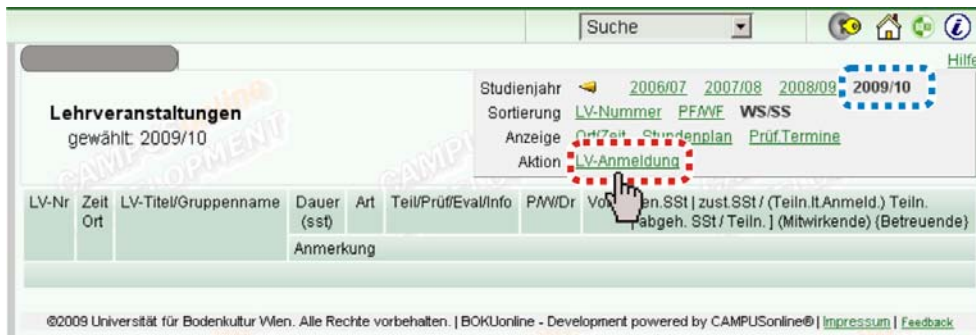 Suche
Hilfe
Studienjahr 2006/07 2007/08 2008/09 2009/10
Lehrveranstaltungen
gewählt: 2009/10
Sortierung LV-Nummer PF/WF WS/SS
Anzeige Ort/Zeit Stundenplan Prüf.Termine
Aktion LV-Anmeldung
LV-Nr Zeit Ort LV-Titel/Gruppenname Dauer (sst) Art Teil/Prüf/Eval/Info P/W/Dr zust.SSt / (Teiln.lt.Anmeld.) Teiln.
abgeh. SSt / Teiln. ] (Mitwirkende) {Betreuende}
Anmerkung
©2009 Universität für Bodenkultur Wien. Alle Rechte vorbehalten. | BOKUonline - Development powered by CAMPUSonline® | Impressum | Feedback